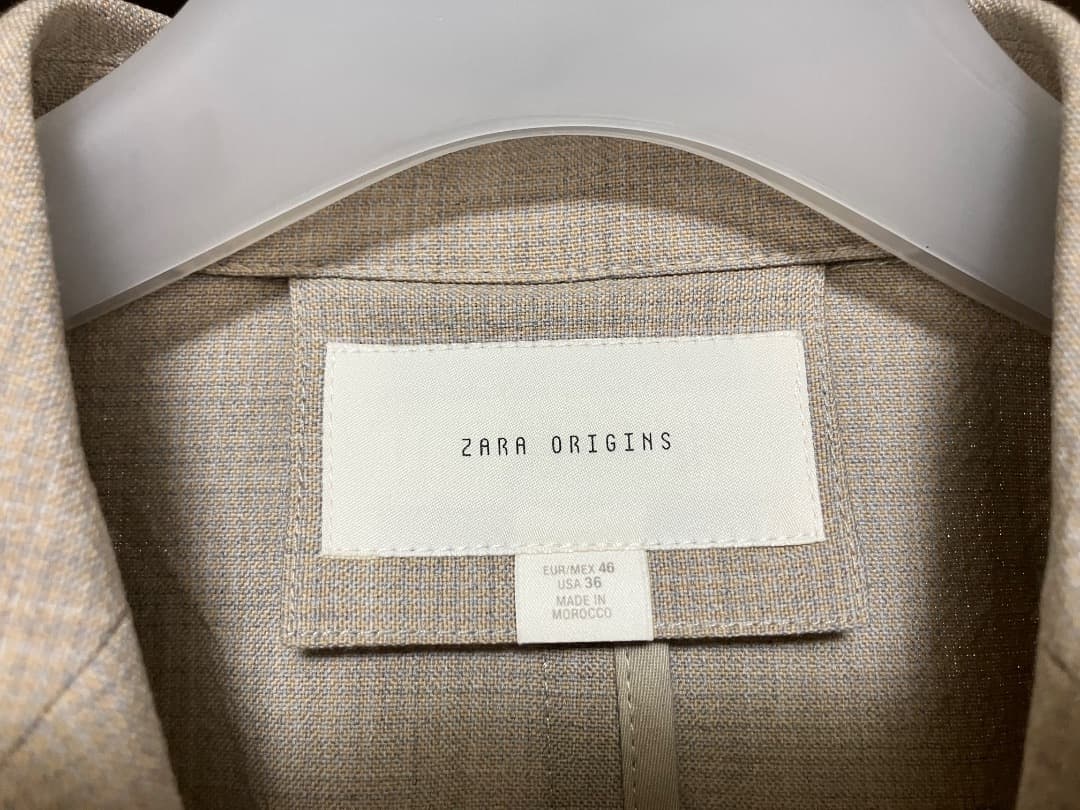 ZARA ORIGINS
EUR/MEX 46
USA 36
MADE IN
MOROCCO